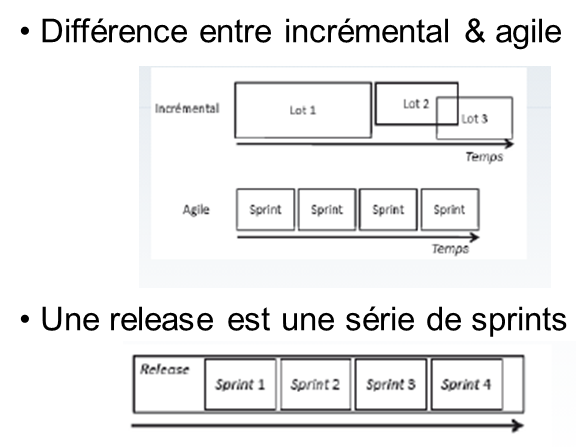 • Différence entre incrémental & agile
Incrémental
Lot 1
Lot 2
Lot 3
Temps
Agile
Sprint
Sprint
Sprint
Sprint
Temps
• Une release est une série de sprints
Release
Sprint 1
Sprint 2
Sprint 3
Sprint 4